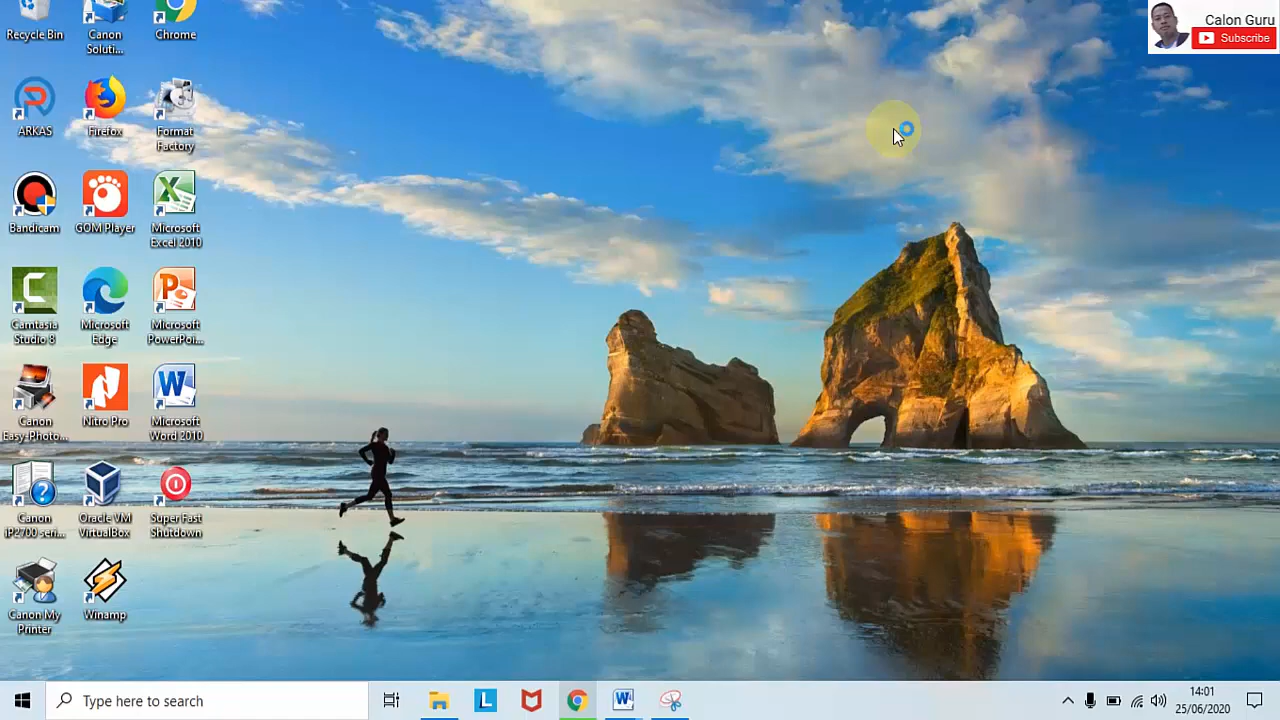 Calon Guru
Subscribe
Recycle Bin
Canon
Soluti...
Chrome
ARKAS
Firefox
Format
Factory
Bandicam
GOM Player
Microsoft
Excel 2010
Camtasia
Studio 8
Microsoft
Edge
Microsoft
PowerPoi...
Canon
Easy-Photo...
Nitro Pro
Microsoft
Word 2010
Canon
iP2700 seri...
Oracle VM
VirtualBox
Super Fast
Shutdown
Canon My
Printer
Winamp
Type here to search
14:01
25/06/2020